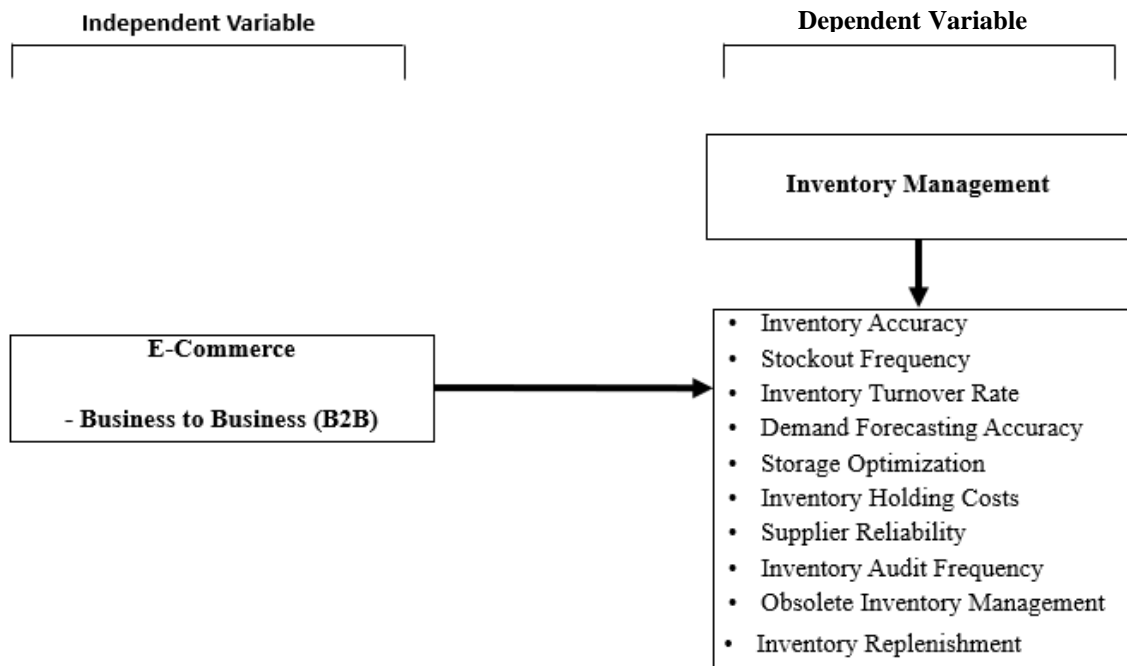 Independent Variable
Dependent Variable
Inventory Management
E-Commerce
- Business to Business (B2B)
• Inventory Accuracy
• Stockout Frequency
• Inventory Turnover Rate
• Demand Forecasting Accuracy
• Storage Optimization
• Inventory Holding Costs
• Supplier Reliability
• Inventory Audit Frequency
• Obsolete Inventory Management
• Inventory Replenishment